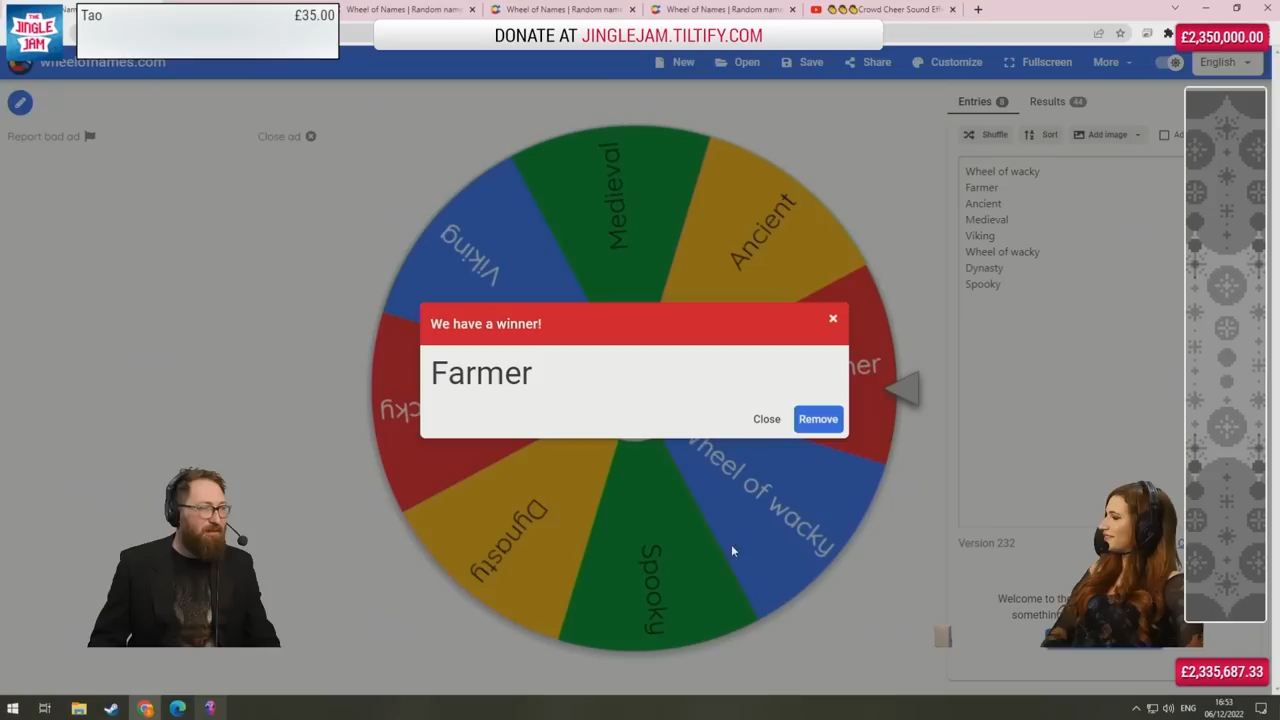 THE JINGLE JAM
Tao £35.00
Wheel of Names | Random name
Wheel of Names | Random name
Wheel of Names | Random name
Crowd Cheer Sound Eff
DONATE AT JINGLEJAM.TILTIFY.COM
£2,350,000.00
wheelofnames.com
New
Open
Save
Share
Customize
Fullscreen
More
English
Report bad ad
Close ad
Entries 8
Results 44
Shuffle
Sort
Add image
Wheel of wacky
Farmer
Ancient
Medieval
Viking
Wheel of wacky
Dynasty
Spooky
Medieval
Ancient
Viking
We have a winner!
Farmer
Close
Remove
Wheel of wacky
Dynasty
Spooky
Version 232
Welcome to the
£2,335,687.33
ENG
16:53
06/12/2022